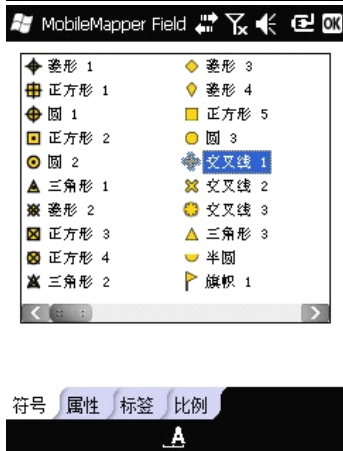 MobileMapper Field
OK
菱形 1
正方形 1
圆 1
正方形 2
圆 2
三角形 1
菱形 2
正方形 3
正方形 4
三角形 2
菱形 3
菱形 4
正方形 5
圆 3
交叉线 1
交叉线 2
交叉线 3
三角形 3
半圆
旗帜 1
符号 属性 标签 比例
A